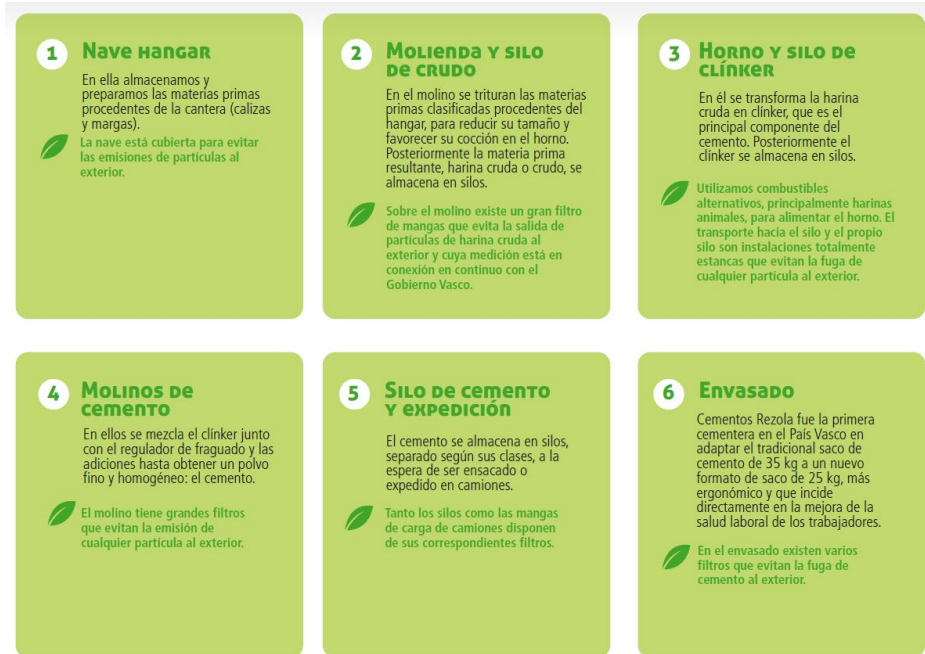 1 Nave hangar
En ella almacenamos y
preparamos las materias primas
procedentes de la cantera (calizas
y margas).
La nave está cubierta para evitar
las emisiones de partículas al
exterior.
2 Molienda y silo
de crudo
En el molino se trituran las materias
primas clasificadas procedentes del
hangar, para reducir su tamaño y
favorecer su cocción en el horno.
Posteriormente la materia prima
resultante, harina cruda o crudo, se
almacena en silos.
Sobre el molino existe un gran filtro
de mangas que evita la salida de
partículas de harina cruda al
exterior y cuya medición está en
conexión en continuo con el
Gobierno Vasco.
3 Horno y silo de
clínker
En él se transforma la harina
cruda en clínker, que es el
principal componente del
cemento. Posteriormente el
clínker se almacena en silos.
Utilizamos combustibles
alternativos, principalmente harinas
animales, para alimentar el horno. El
transporte hacia el silo y el propio
silo son instalaciones totalmente
estancas que evitan la fuga de
cualquier partícula al exterior.
4 Molinos de
cemento
En ellos se mezcla el clínker junto
con el regulador de fraguado y las
adiciones hasta obtener un polvo
fino y homogéneo: el cemento.
El molino tiene grandes filtros
que evitan la emisión de
cualquier partícula al exterior.
5 Silo de cemento
y expedición
El cemento se almacena en silos,
separado según sus clases, a la
espera de ser ensacado o
expedido en camiones.
Tanto los silos como las mangas
de carga de camiones disponen
de sus correspondientes filtros.
6 Envasado
Cementos Rezola fue la primera
cementera en el País Vasco en
adaptar el tradicional saco de
cemento de 35 kg a un nuevo
formato de saco de 25 kg, más
ergonómico y que incide
directamente en la mejora de la
salud laboral de los trabajadores.
En el envasado existen varios
filtros que evitan la fuga de
cemento al exterior.